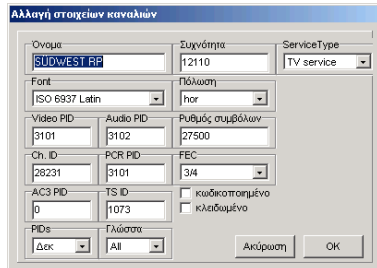 Αλλαγή στοιχείων καναλιών
Όνομα Συχνότητα ServiceType
SÜDWEST RP 12110 TV service
Font Πόλωση
ISO 6937 Latin hor
Video PID Audio PID Ρυθμός συμβόλων
3101 3102 27500
Ch. ID PCR PID FEC
28231 3101 3/4
AC3 PID TS ID κωδικοποιημένο
0 1073 κλειδωμένο
PIDs Γλώσσα
Δεκ All Ακύρωση OK